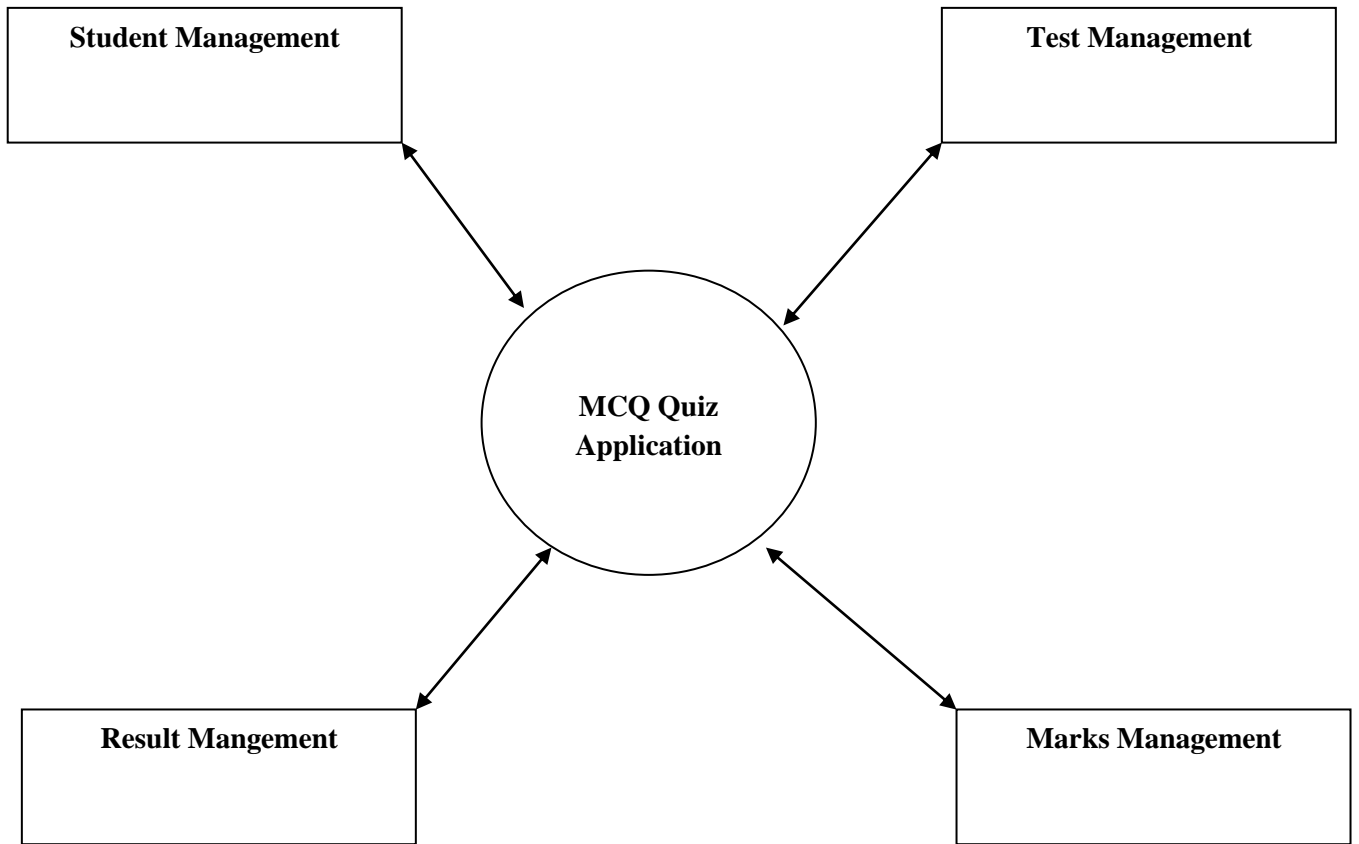 Student Management
Test Management
MCQ Quiz
Application
Result Mangement
Marks Management